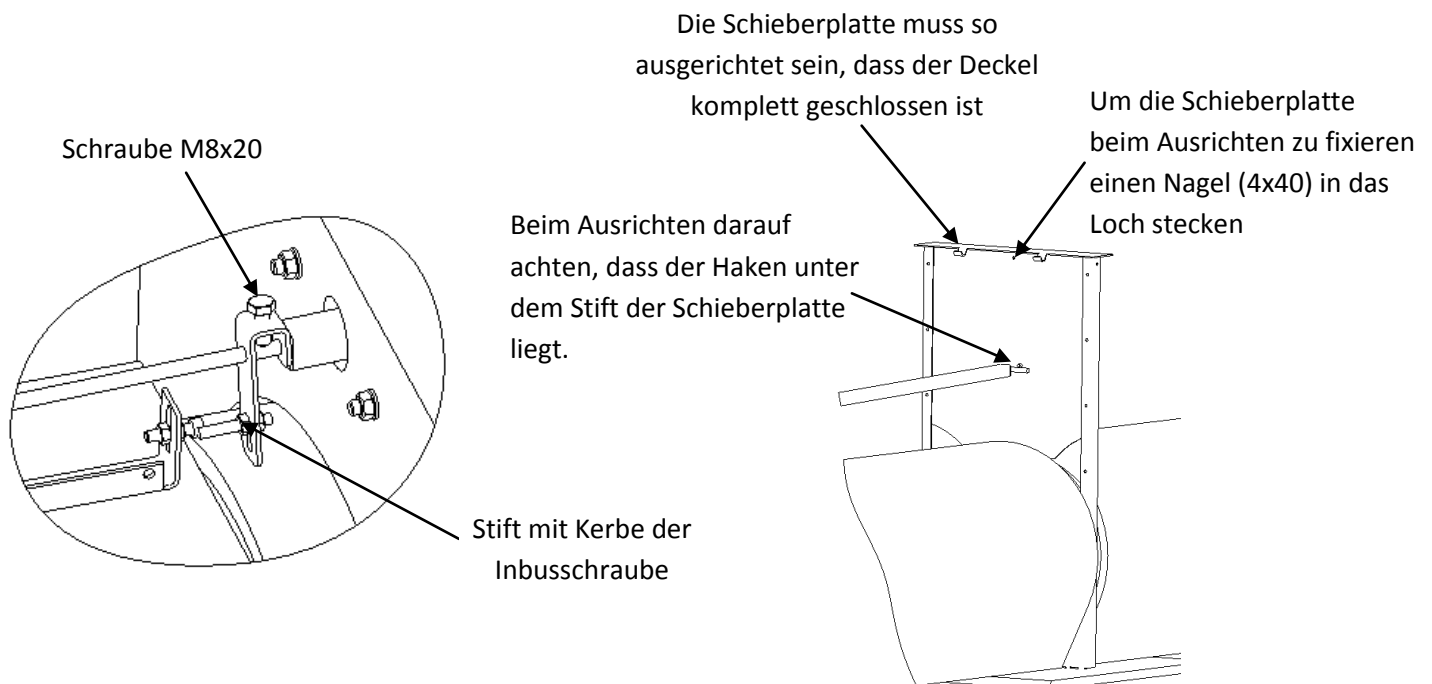 Die Schieberplatte muss so
ausgerichtet sein, dass der Deckel
komplett geschlossen ist
Um die Schieberplatte
beim Ausrichten zu fixieren
einen Nagel (4x40) in das
Loch stecken
Schraube M8x20
Beim Ausrichten darauf
achten, dass der Haken unter
dem Stift der Schieberplatte
liegt.
Stift mit Kerbe der
Inbusschraube